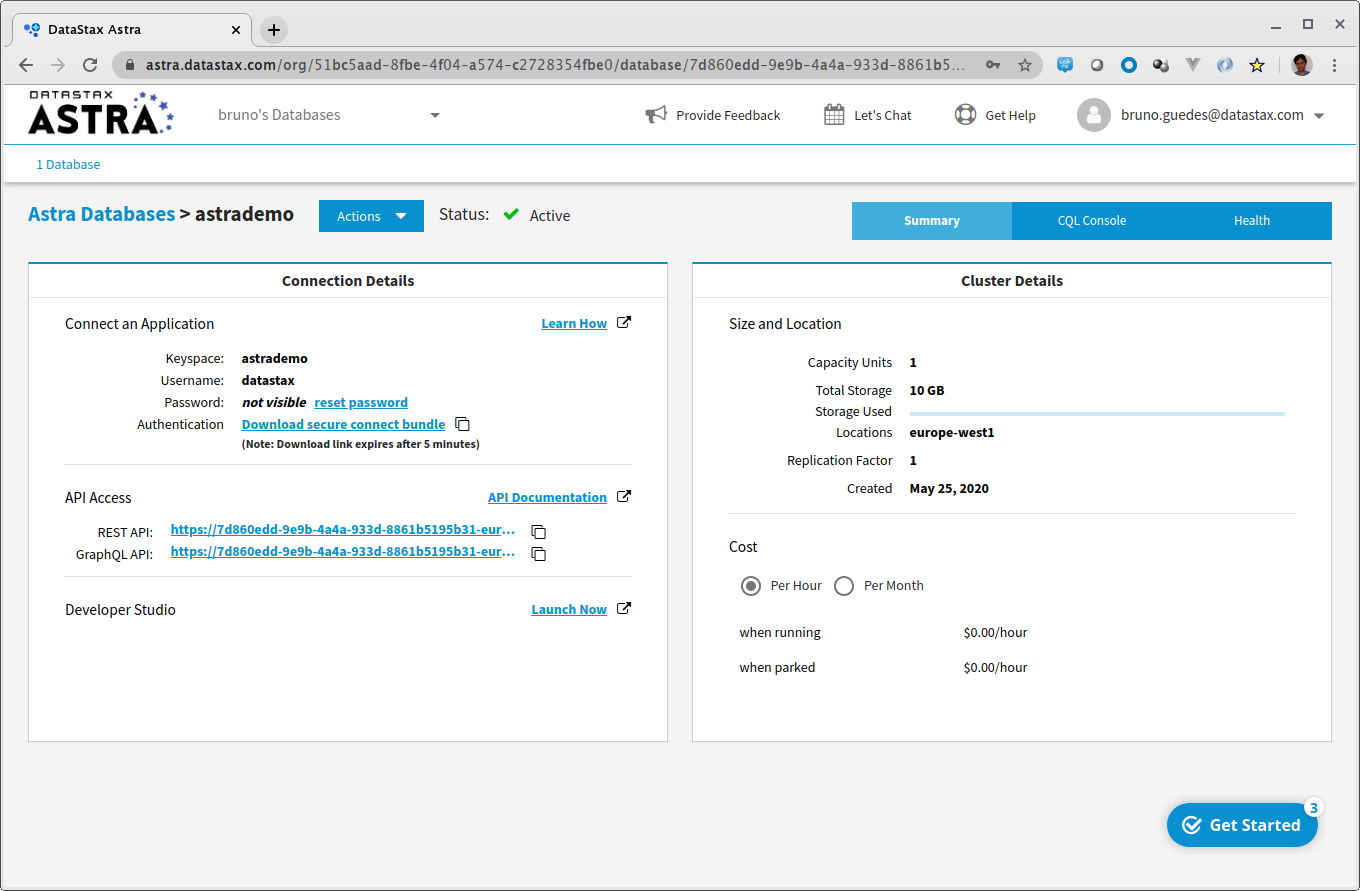 DataStax Astra
astra.datastax.com/org/51bc5aad-8fbe-4f04-a574-c2728354fbe0/database/7d860edd-9e9b-4a4a-933d-8861b5...
DATASTAX
ASTRA
bruno's Databases
Provide Feedback
Let's Chat
Get Help
bruno.guedes@datastax.com
1 Database
Astra Databases > astrademo
Actions
Status: Active
Summary
CQL Console
Health
Connection Details
Connect an Application Learn How
Keyspace: astrademo
Username: datastax
Password: not visible reset password
Authentication Download secure connect bundle
(Note: Download link expires after 5 minutes)
API Access API Documentation
REST API: https://7d860edd-9e9b-4a4a-933d-8861b5195b31-eur...
GraphQL API: https://7d860edd-9e9b-4a4a-933d-8861b5195b31-eur...
Developer Studio Launch Now
Cluster Details
Size and Location
Capacity Units 1
Total Storage 10 GB
Storage Used
Locations europe-west1
Replication Factor 1
Created May 25, 2020
Cost
Per Hour Per Month
when running $0.00/hour
when parked $0.00/hour
3
Get Started